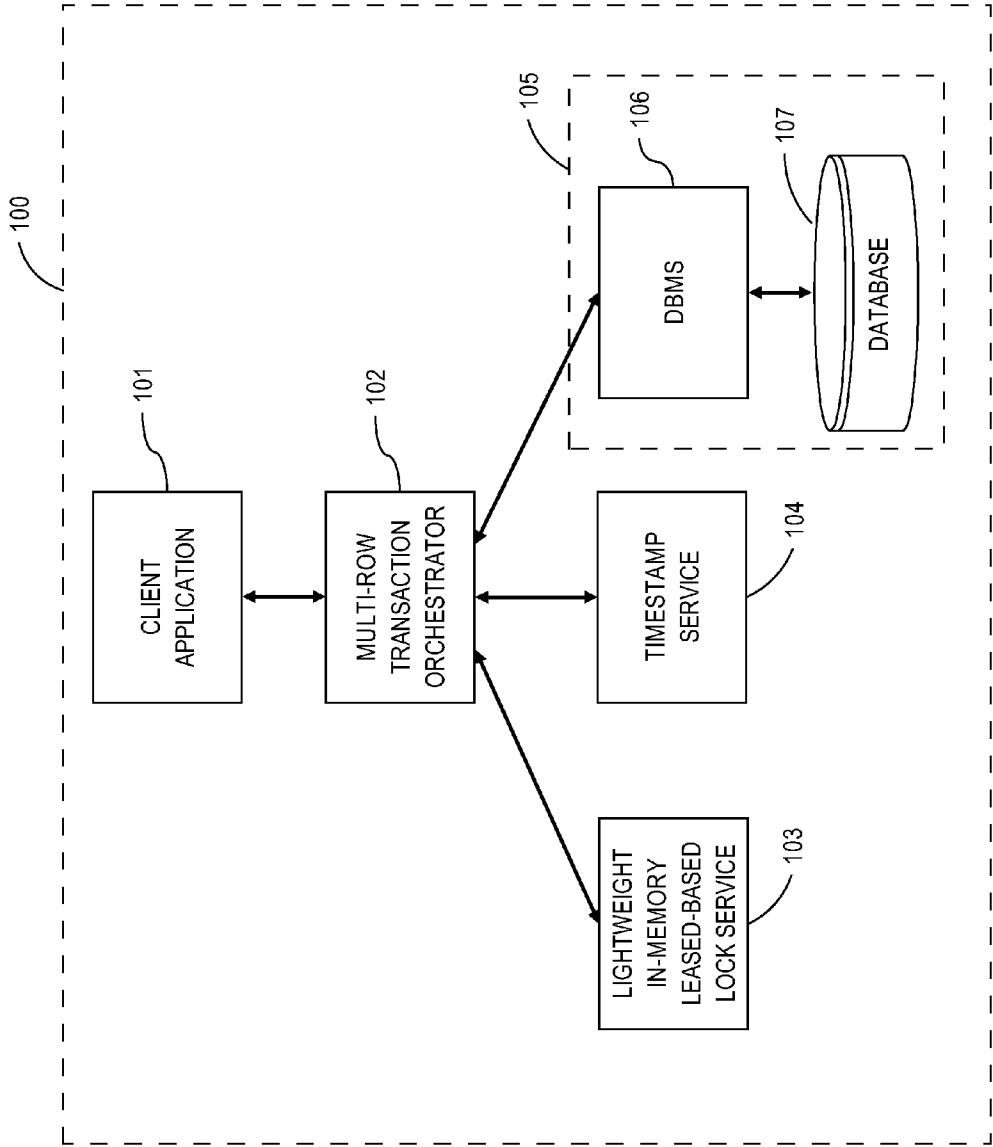 100
CLIENT
APPLICATION
101
MULTI-ROW
TRANSACTION
ORCHESTRATOR
102
LIGHTWEIGHT
IN-MEMORY
LEASED-BASED
LOCK SERVICE
103
TIMESTAMP
SERVICE
104
105
DBMS
106
DATABASE
107